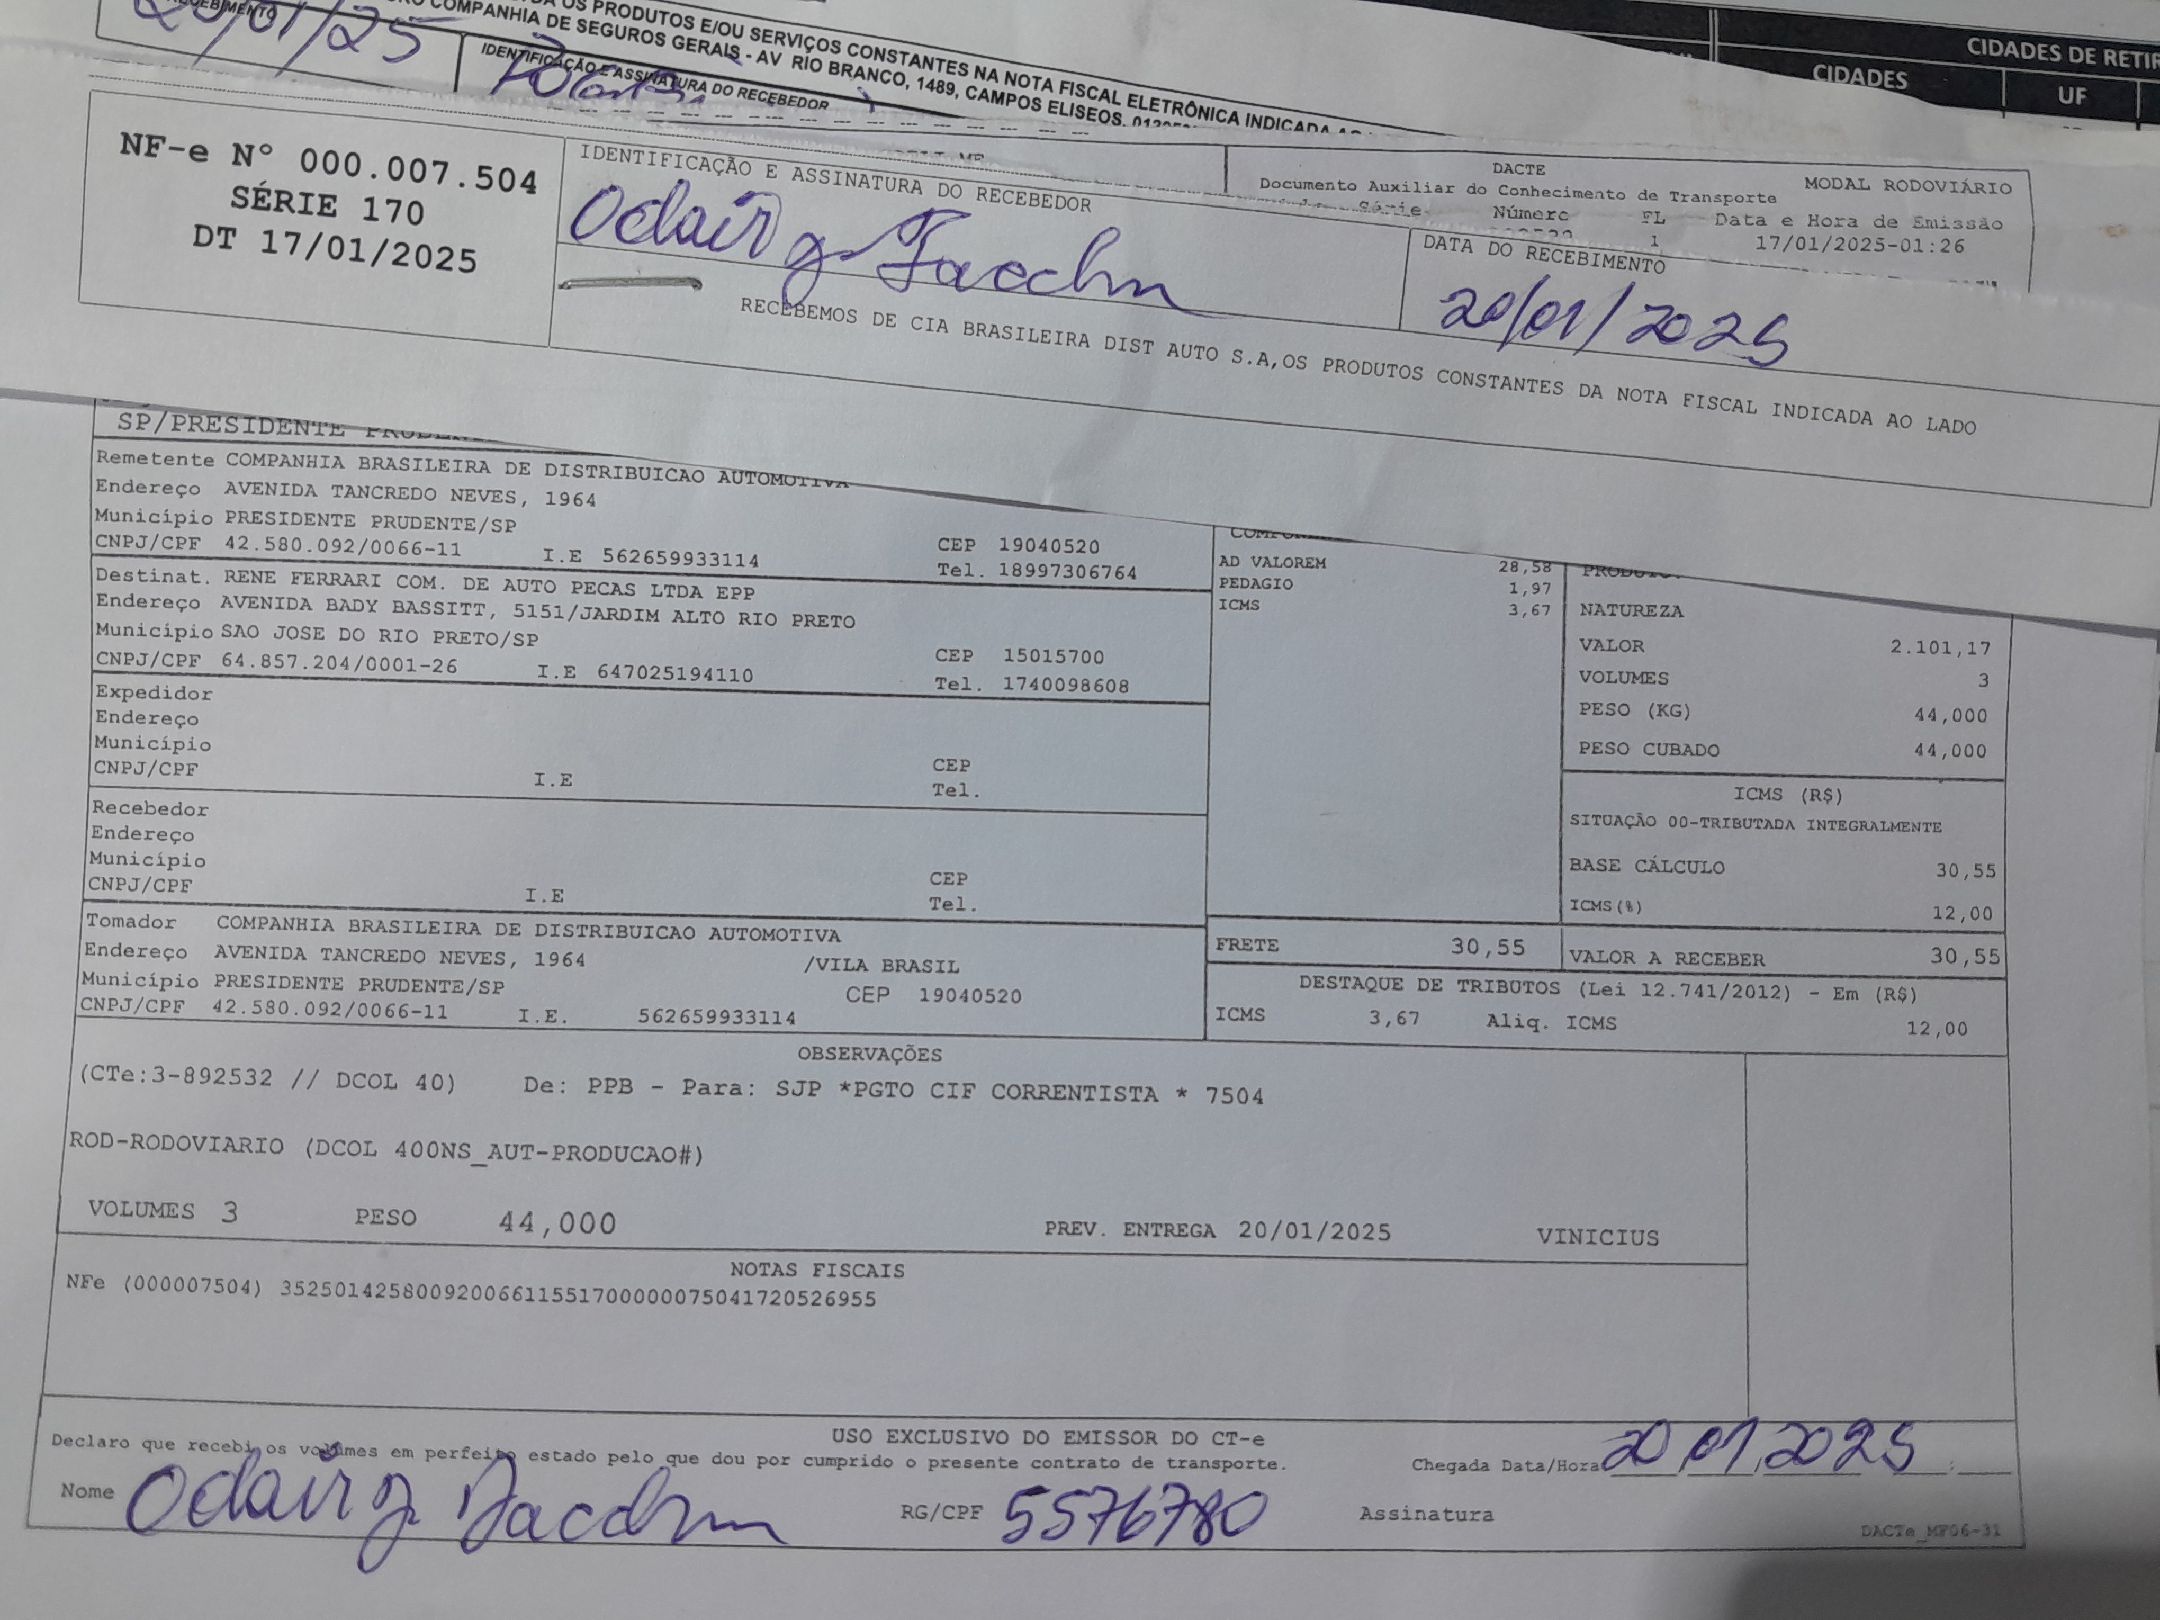 RECEBIMENTO
20/01/25
OS PRODUTOS E/OU SERVIÇOS CONSTANTES NA NOTA FISCAL ELETRÔNICA INDICADA
COMPANHIA DE SEGUROS GERAIS - AV RIO BRANCO, 1489, CAMPOS ELISEOS,
IDENTIFICAÇÃO E ASSINATURA DO RECEBEDOR
CIDADES DE RETIR
CIDADES
UF
NF-e Nº 000.007.504
SÉRIE 170
DT 17/01/2025
IDENTIFICAÇÃO E ASSINATURA DO RECEBEDOR
Odair
DATA DO RECEBIMENTO
20/01/2025
RECEBEMOS DE CIA BRASILEIRA DIST AUTO S.A,OS PRODUTOS CONSTANTES DA NOTA FISCAL INDICADA AO LADO
DACTE
Documento Auxiliar do Conhecimento de Transporte
MODAL RODOVIÁRIO
Série Número FL Data e Hora de Emissão
1 17/01/2025-01:26
SP/PRESIDENTE PRUDENTE
Remetente COMPANHIA BRASILEIRA DE DISTRIBUICAO AUTOMOTIVA
Endereço AVENIDA TANCREDO NEVES, 1964
Município PRESIDENTE PRUDENTE/SP
CNPJ/CPF 42.580.092/0066-11 I.E 562659933114
CEP 19040520
Tel. 18997306764
Destinat. RENE FERRARI COM. DE AUTO PECAS LTDA EPP
Endereço AVENIDA BADY BASSITT, 5151/JARDIM ALTO RIO PRETO
Município SAO JOSE DO RIO PRETO/SP
CNPJ/CPF 64.857.204/0001-26 I.E 647025194110
CEP 15015700
Tel. 1740098608
Expedidor
Endereço
Município
CNPJ/CPF I.E
CEP
Tel.
Recebedor
Endereço
Município
CNPJ/CPF I.E
CEP
Tel.
Tomador COMPANHIA BRASILEIRA DE DISTRIBUICAO AUTOMOTIVA
Endereço AVENIDA TANCREDO NEVES, 1964 /VILA BRASIL
Município PRESIDENTE PRUDENTE/SP CEP 19040520
CNPJ/CPF 42.580.092/0066-11 I.E. 562659933114
AD VALOREM 28,58
PEDAGIO 1,97
ICMS 3,67
NATUREZA
VALOR 2.101,17
VOLUMES 3
PESO (KG) 44,000
PESO CUBADO 44,000
ICMS (R$)
SITUAÇÃO 00-TRIBUTADA INTEGRALMENTE
BASE CÁLCULO 30,55
ICMS(%) 12,00
FRETE 30,55 VALOR A RECEBER 30,55
DESTAQUE DE TRIBUTOS (Lei 12.741/2012) - Em (R$)
ICMS 3,67 Aliq. ICMS 12,00
OBSERVAÇÕES
(CTe:3-892532 // DCOL 40) De: PPB - Para: SJP *PGTO CIF CORRENTISTA * 7504
ROD-RODOVIARIO (DCOL 400NS_AUT-PRODUCAO#)
VOLUMES 3 PESO 44,000 PREV. ENTREGA 20/01/2025 VINICIUS
NOTAS FISCAIS
NFe (000007504) 35250142580092006611551700000075041720526955
USO EXCLUSIVO DO EMISSOR DO CT-e
Declaro que recebi os volumes em perfeito estado pelo que dou por cumprido o presente contrato de transporte.
Chegada Data/Hora 20 01 2025
Nome Odair
RG/CPF 5576780
Assinatura
DACTe_MF06-31